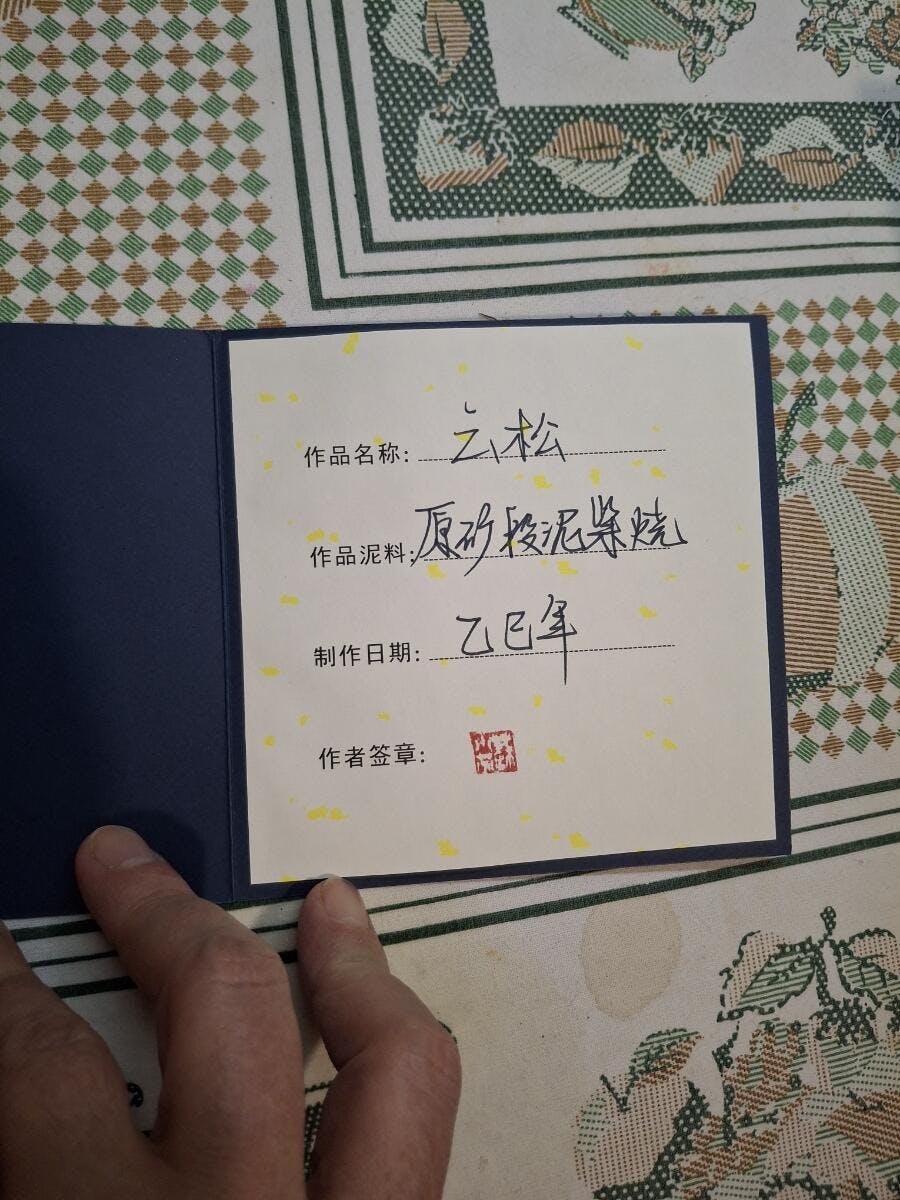 作品名称: 云松
作品泥料: 原矿段泥柴烧
制作日期: 乙巳年
作者签章: